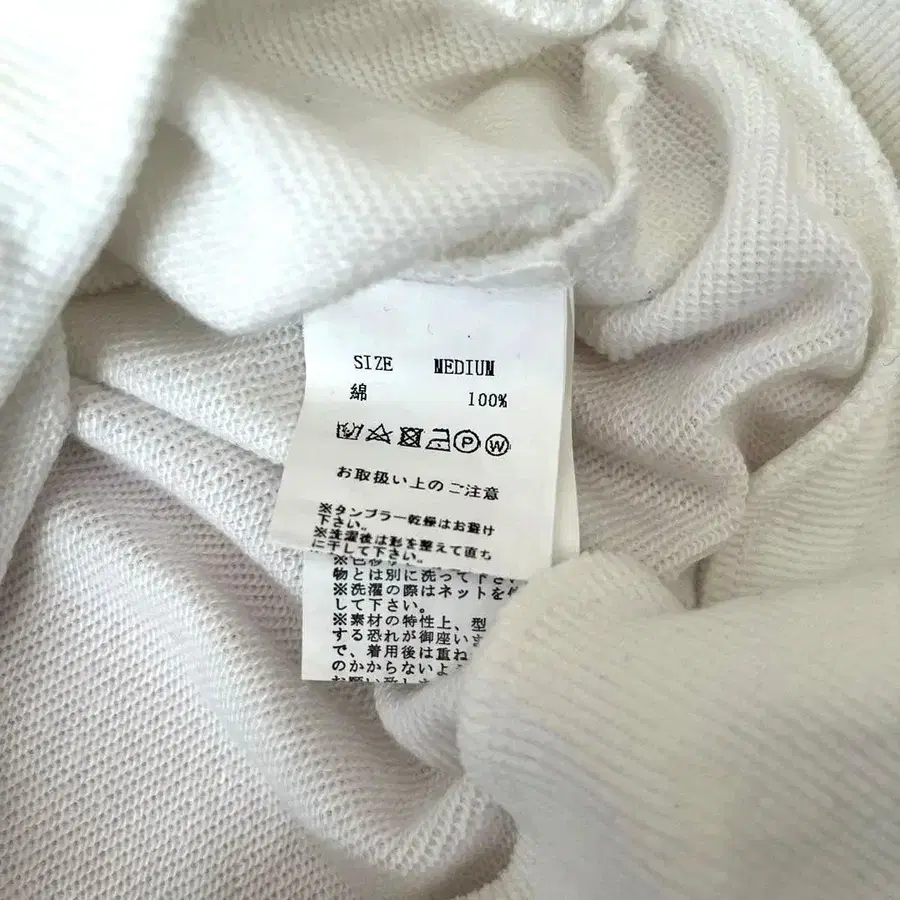 SIZE MEDIUM
綿 100%
P W
お取扱い上のご注意
※タンブラー乾燥はお避け
下さい。
※洗濯後は形を整えて直ち
に干して下さい。
物とは別に洗って下さい
※洗濯の際はネットを
して下さい。
※素材の特性上、型
する恐れが御座いま
で、着用後は重ね
のかからないよ